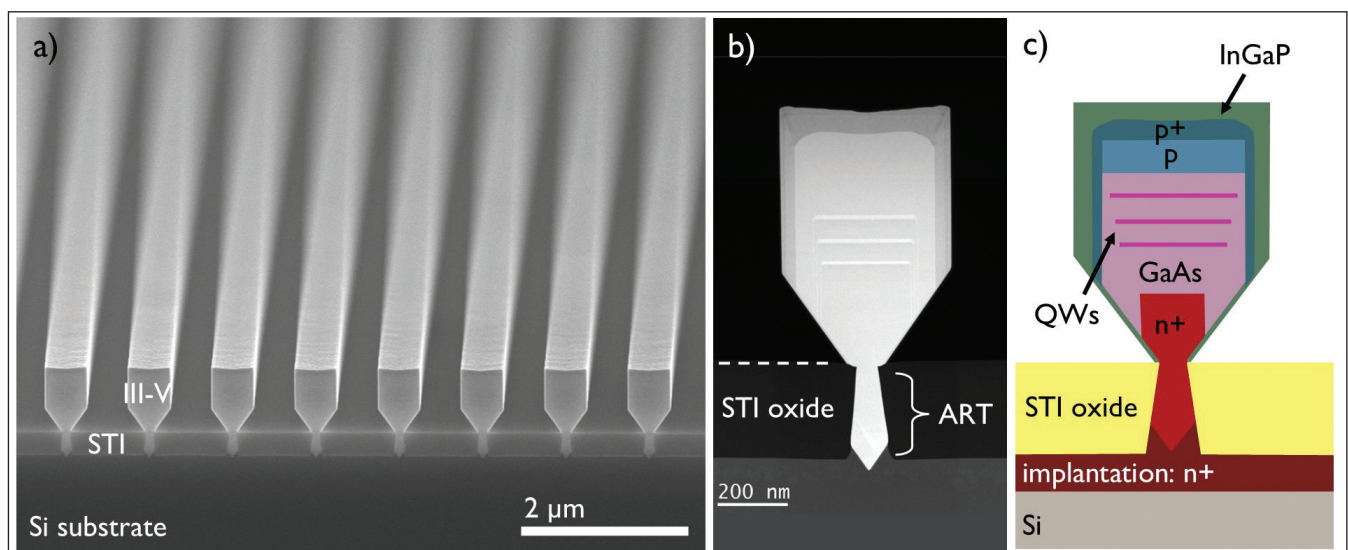 a)
III-V
STI
Si substrate
2 µm
b)
STI oxide
ART
200 nm
c)
InGaP
p+
p
GaAs
QWs
n+
STI oxide
implantation: n+
Si